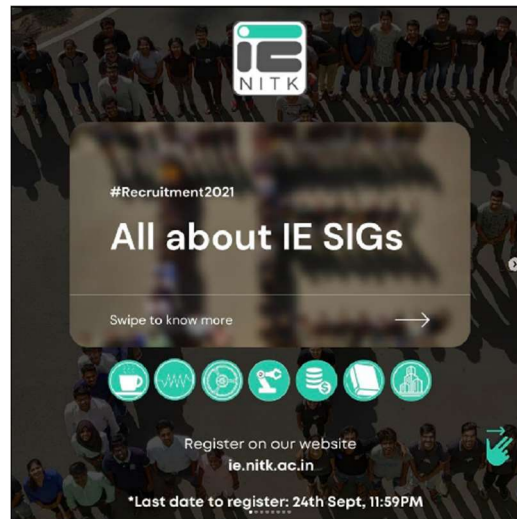 ie
NITK
#Recruitment2021
All about IE SIGs
Swipe to know more
Register on our website
ie.nitk.ac.in
*Last date to register: 24th Sept, 11:59PM